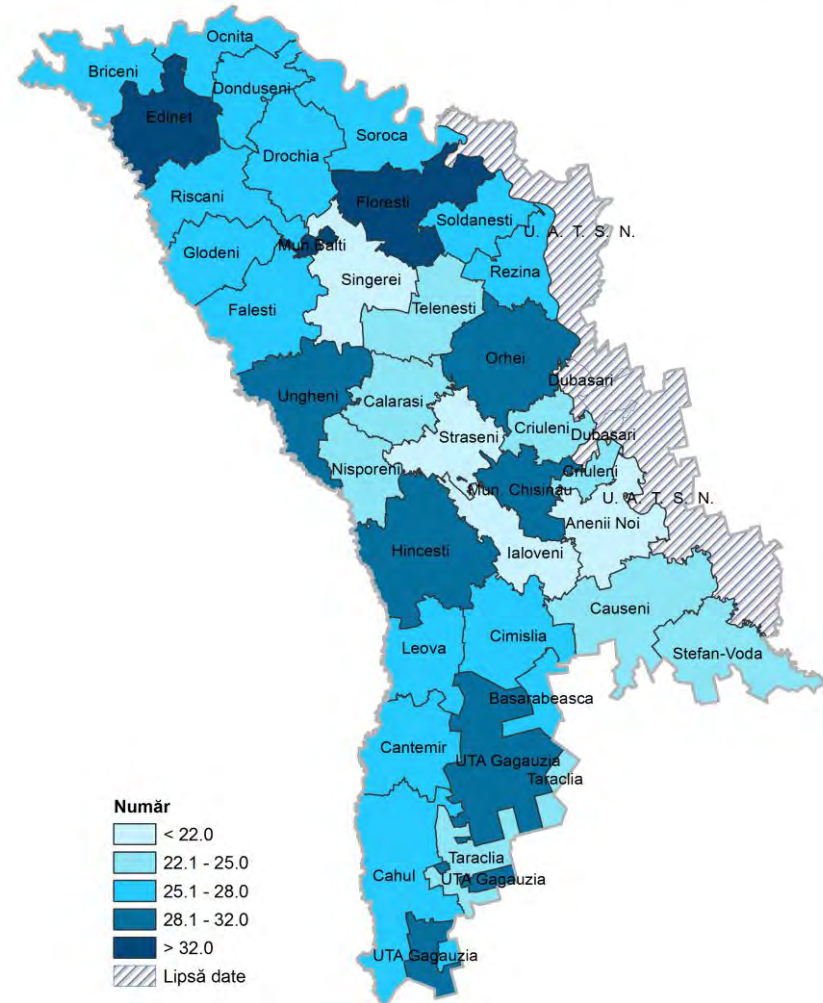 Ocnita
Briceni
Donduseni
Edinet
Soroca
Drochia
Riscani
Floresti
Soldanesti
U. A. T. S. N.
Mun.Balti
Glodeni
Singerei
Rezina
Falesti
Telenesti
Orhei
Dubasari
Ungheni
Calarasi
Straseni
Criuleni
Dubasari
Nisporeni
Criuleni
Mun. Chisinau
U. A. T. S. N.
Anenii Noi
Hincesti
Ialoveni
Causeni
Leova
Cimislia
Stefan-Voda
Basarabeasca
Cantemir
UTA Gagauzia
Taraclia
Taraclia
Cahul
UTA Gagauzia
UTA Gagauzia
Număr
< 22.0
22.1 - 25.0
25.1 - 28.0
28.1 - 32.0
> 32.0
Lipsă date